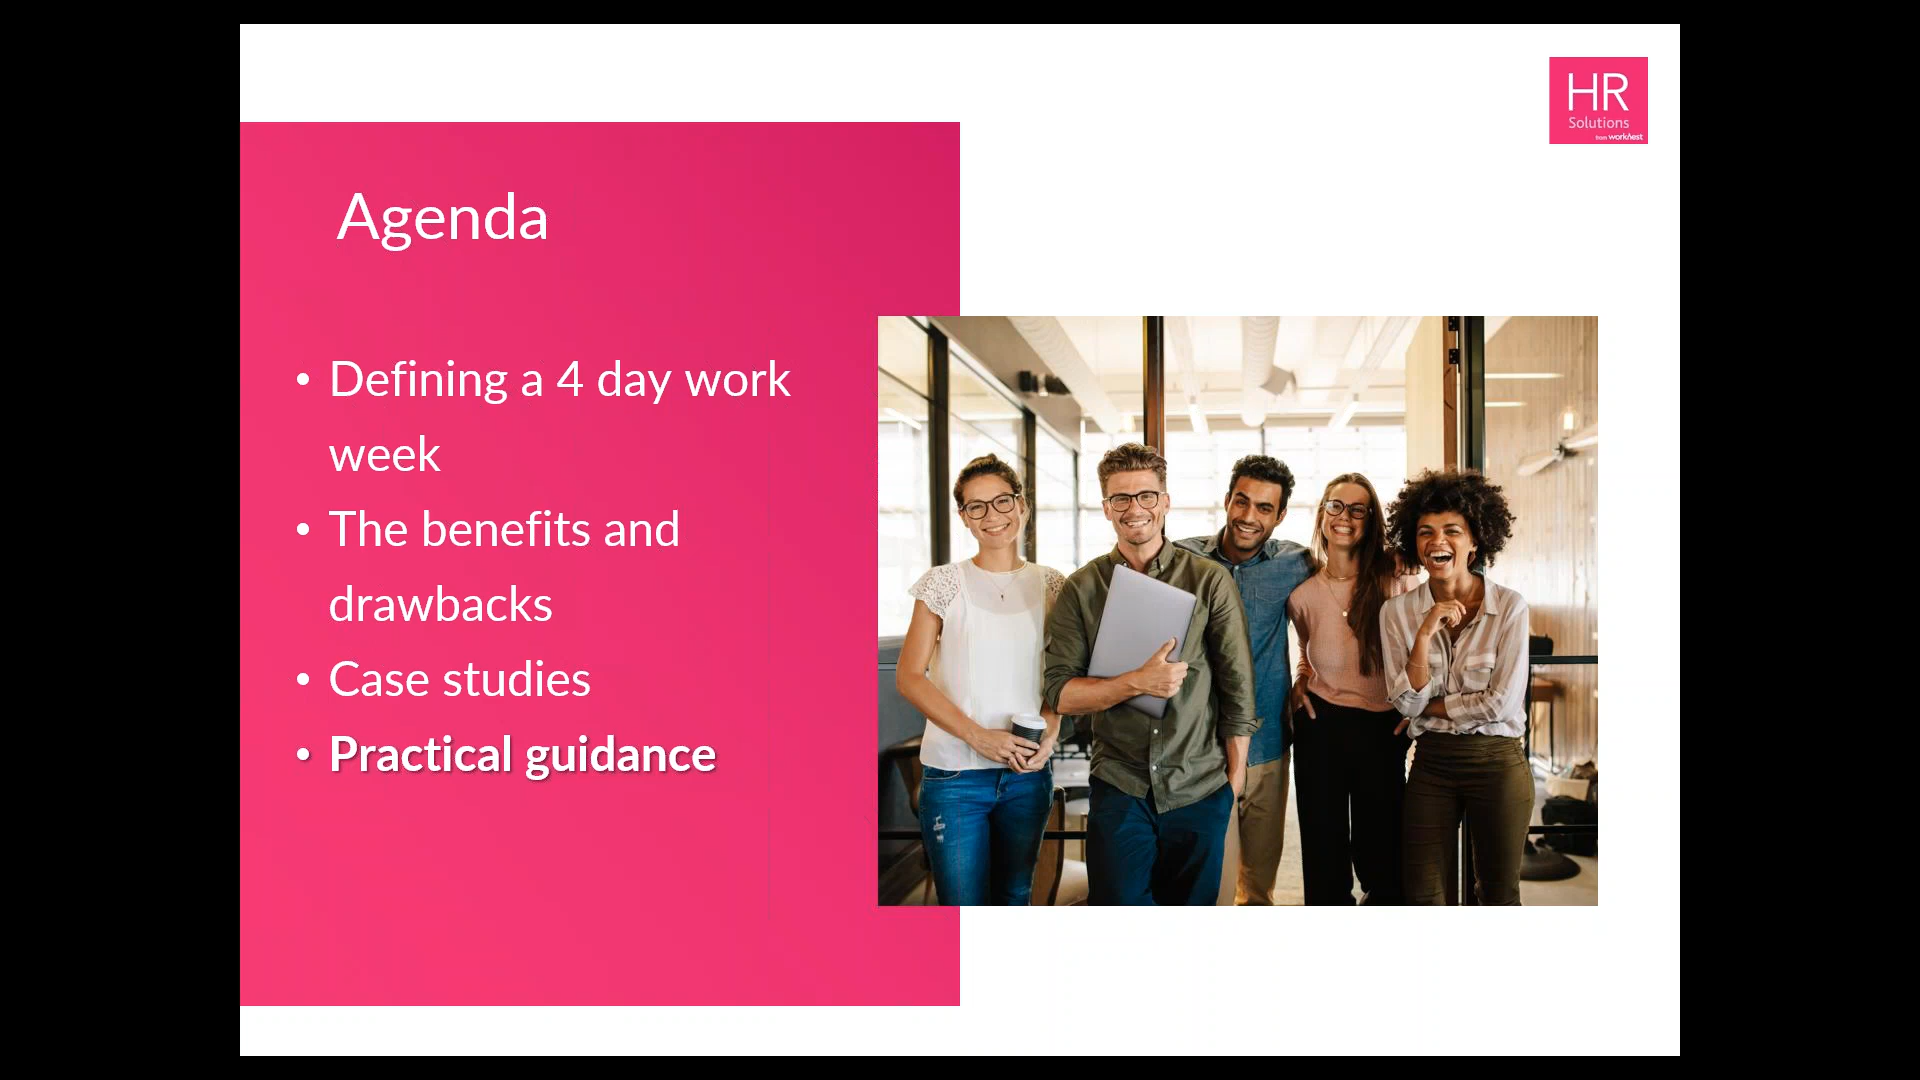 HR
Solutions
from worknest
Agenda
• Defining a 4 day work
week
• The benefits and
drawbacks
• Case studies
• Practical guidance